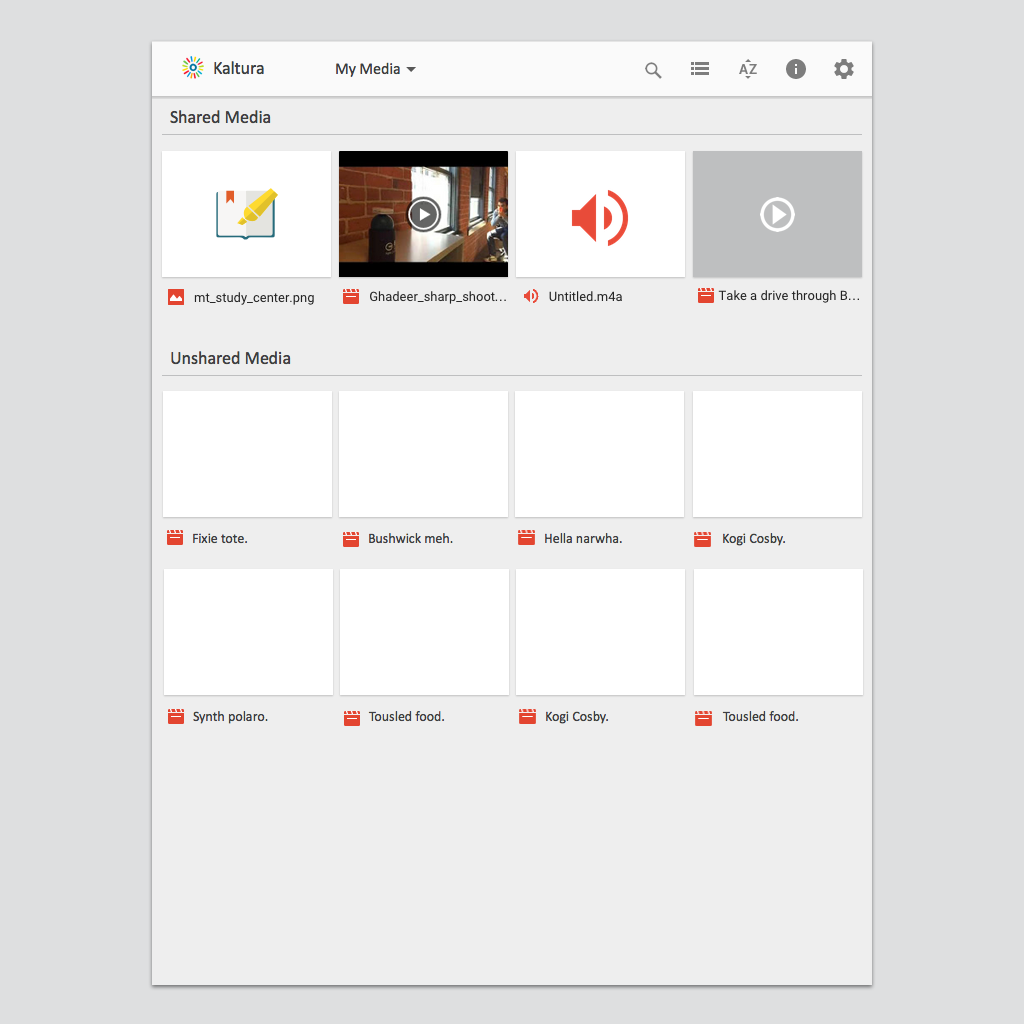 Kaltura
My Media
AZ
Shared Media
mt_study_center.png
Ghadeer_sharp_shoot...
Untitled.m4a
Take a drive through B...
Unshared Media
Fixie tote.
Bushwick meh.
Hella narwha.
Kogi Cosby.
Synth polaro.
Tousled food.
Kogi Cosby.
Tousled food.